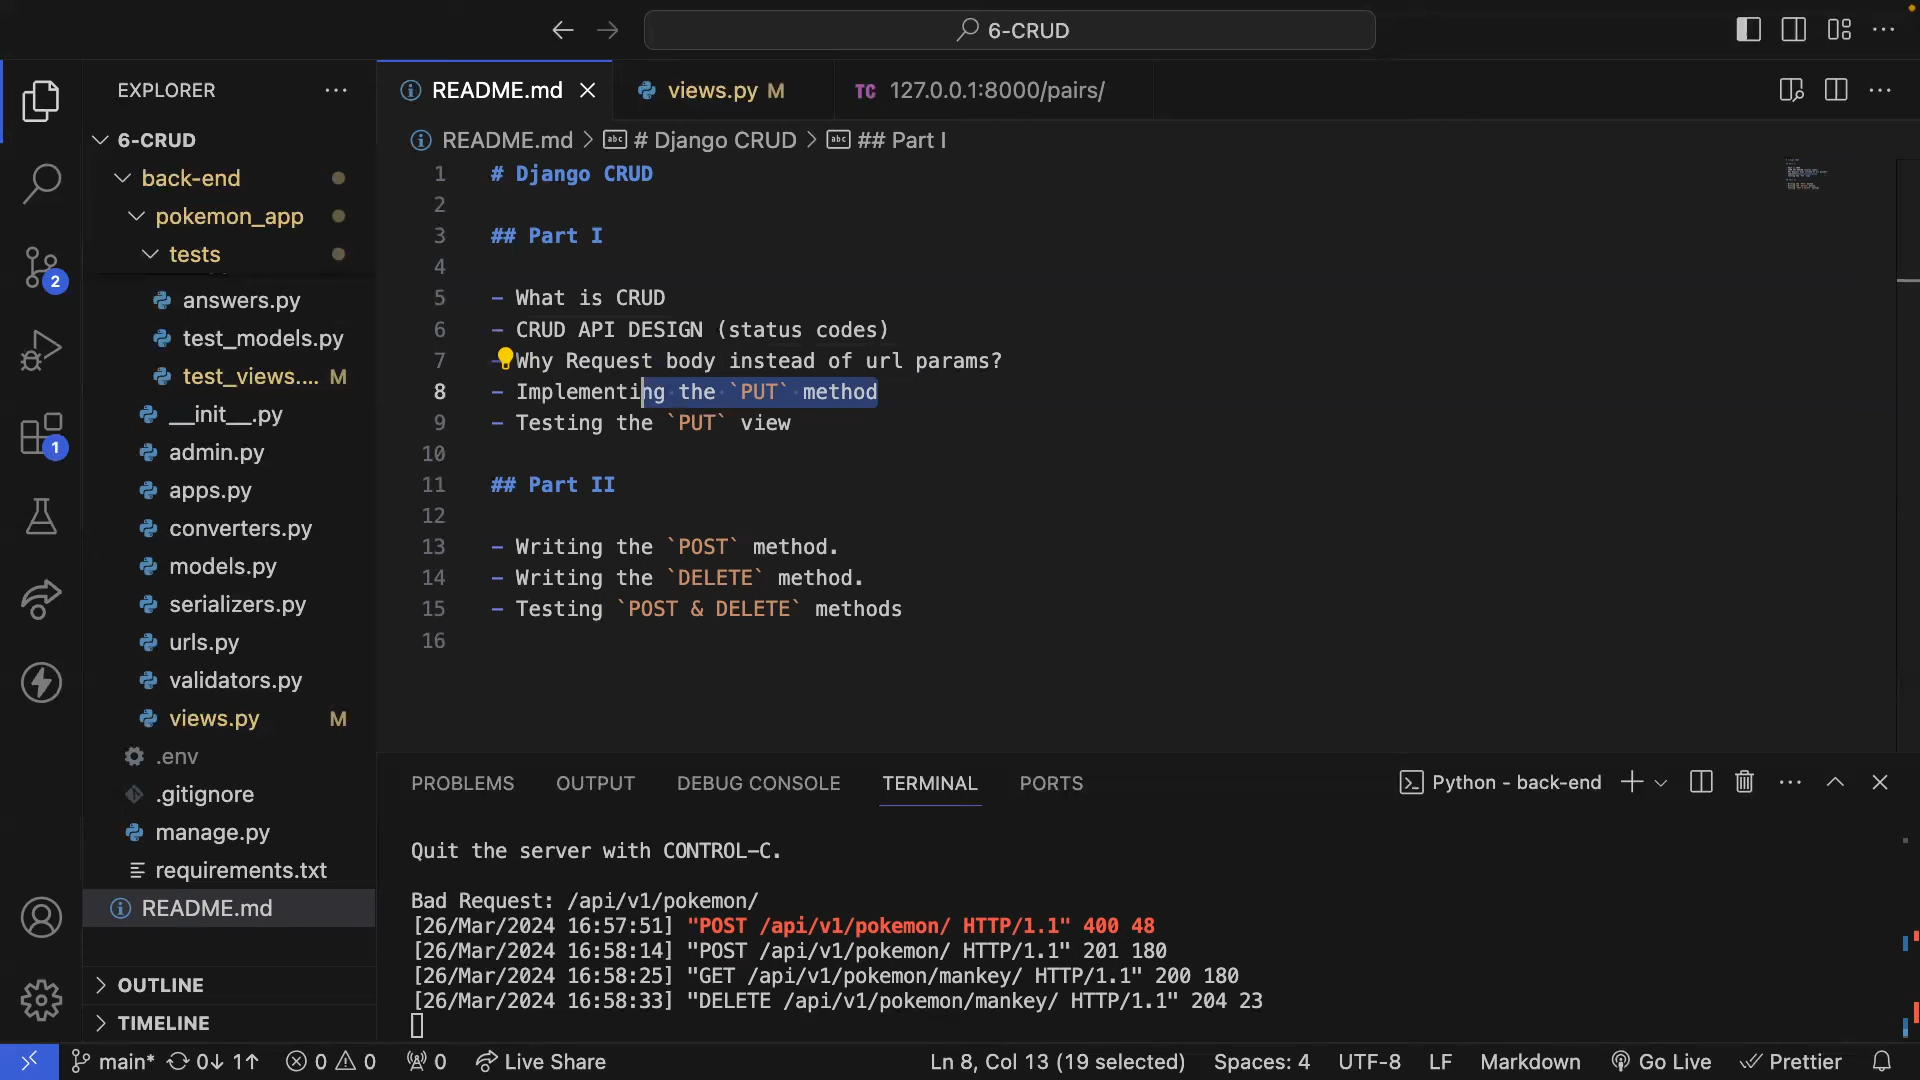 6-CRUD
EXPLORER
README.md
views.py M
TC 127.0.0.1:8000/pairs/
6-CRUD
README.md > # Django CRUD > ## Part I
back-end
pokemon_app
tests
answers.py
test_models.py
test_views.... M
__init__.py
admin.py
apps.py
converters.py
models.py
serializers.py
urls.py
validators.py
views.py M
.env
.gitignore
manage.py
requirements.txt
README.md
OUTLINE
TIMELINE
1 # Django CRUD
2
3 ## Part I
4
5 - What is CRUD
6 - CRUD API DESIGN (status codes)
7 - Why Request body instead of url params?
8 - Implementing the `PUT` method
9 - Testing the `PUT` view
10
11 ## Part II
12
13 - Writing the `POST` method.
14 - Writing the `DELETE` method.
15 - Testing `POST & DELETE` methods
16
2
1
PROBLEMS OUTPUT DEBUG CONSOLE TERMINAL PORTS
Python - back-end
Quit the server with CONTROL-C.
Bad Request: /api/v1/pokemon/
[26/Mar/2024 16:57:51] "POST /api/v1/pokemon/ HTTP/1.1" 400 48
[26/Mar/2024 16:58:14] "POST /api/v1/pokemon/ HTTP/1.1" 201 180
[26/Mar/2024 16:58:25] "GET /api/v1/pokemon/mankey/ HTTP/1.1" 200 180
[26/Mar/2024 16:58:33] "DELETE /api/v1/pokemon/mankey/ HTTP/1.1" 204 23
main* 0↓ 1↑ 0 0 0 Live Share Ln 8, Col 13 (19 selected) Spaces: 4 UTF-8 LF Markdown Go Live Prettier